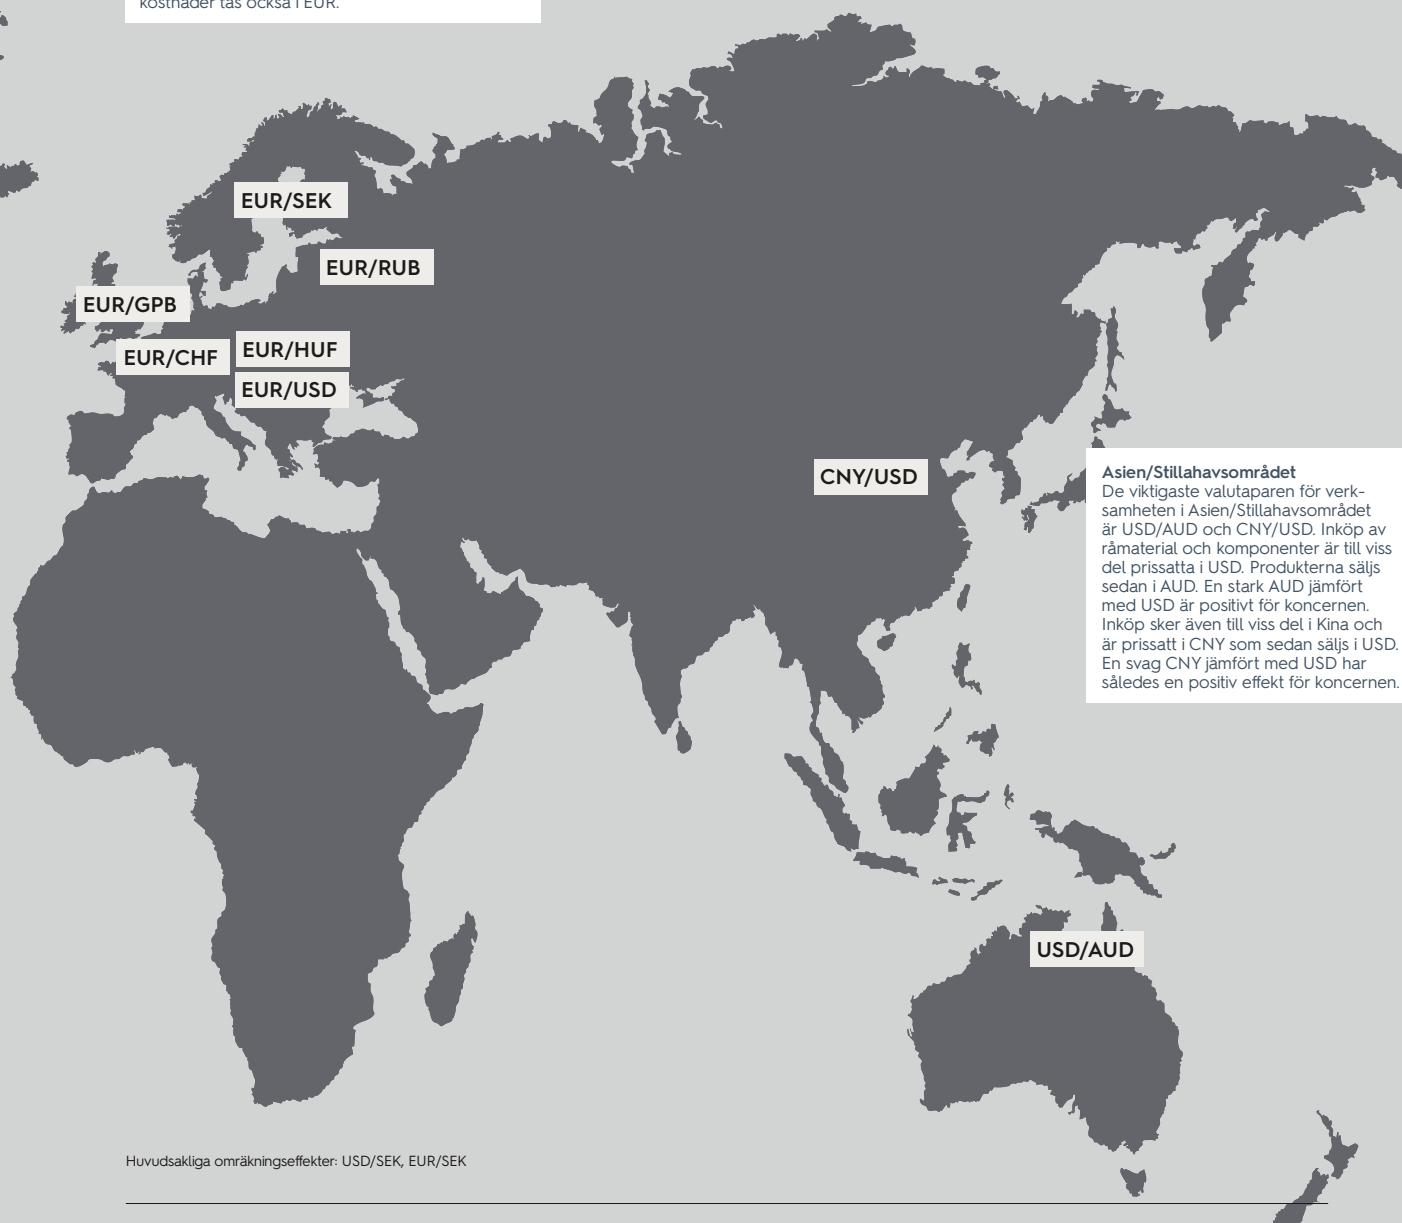 kostnader tas också i EUR.
EUR/SEK
EUR/RUB
EUR/GPB
EUR/CHF
EUR/HUF
EUR/USD
CNY/USD
Asien/Stillahavsområdet
De viktigaste valutaparen för verk-
samheten i Asien/Stillahavsområdet
är USD/AUD och CNY/USD. Inköp av
råmaterial och komponenter är till viss
del prissatta i USD. Produkterna säljs
sedan i AUD. En stark AUD jämfört
med USD är positivt för koncernen.
Inköp sker även till viss del i Kina och
är prissatt i CNY som sedan säljs i USD.
En svag CNY jämfört med USD har
således en positiv effekt för koncernen.
USD/AUD
Huvudsakliga omräkningseffekter: USD/SEK, EUR/SEK